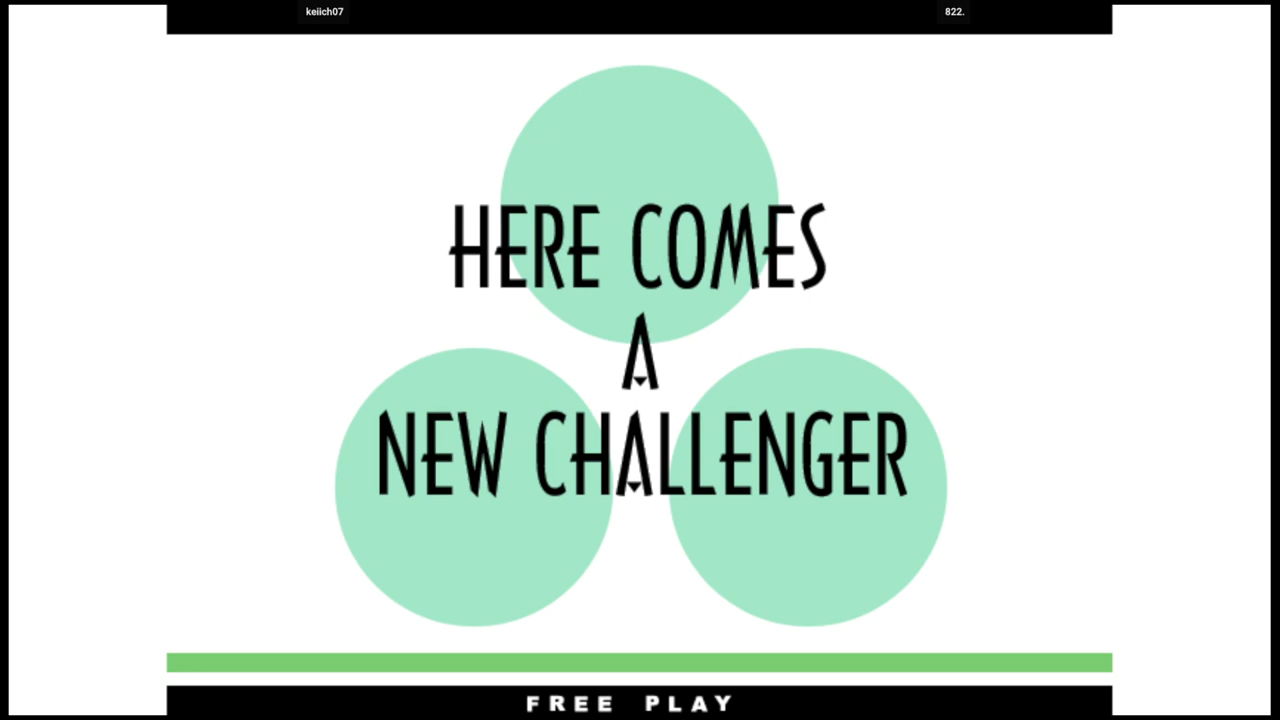 keiich07 822.
HERE COMES
A
NEW CHALLENGER
FREE PLAY